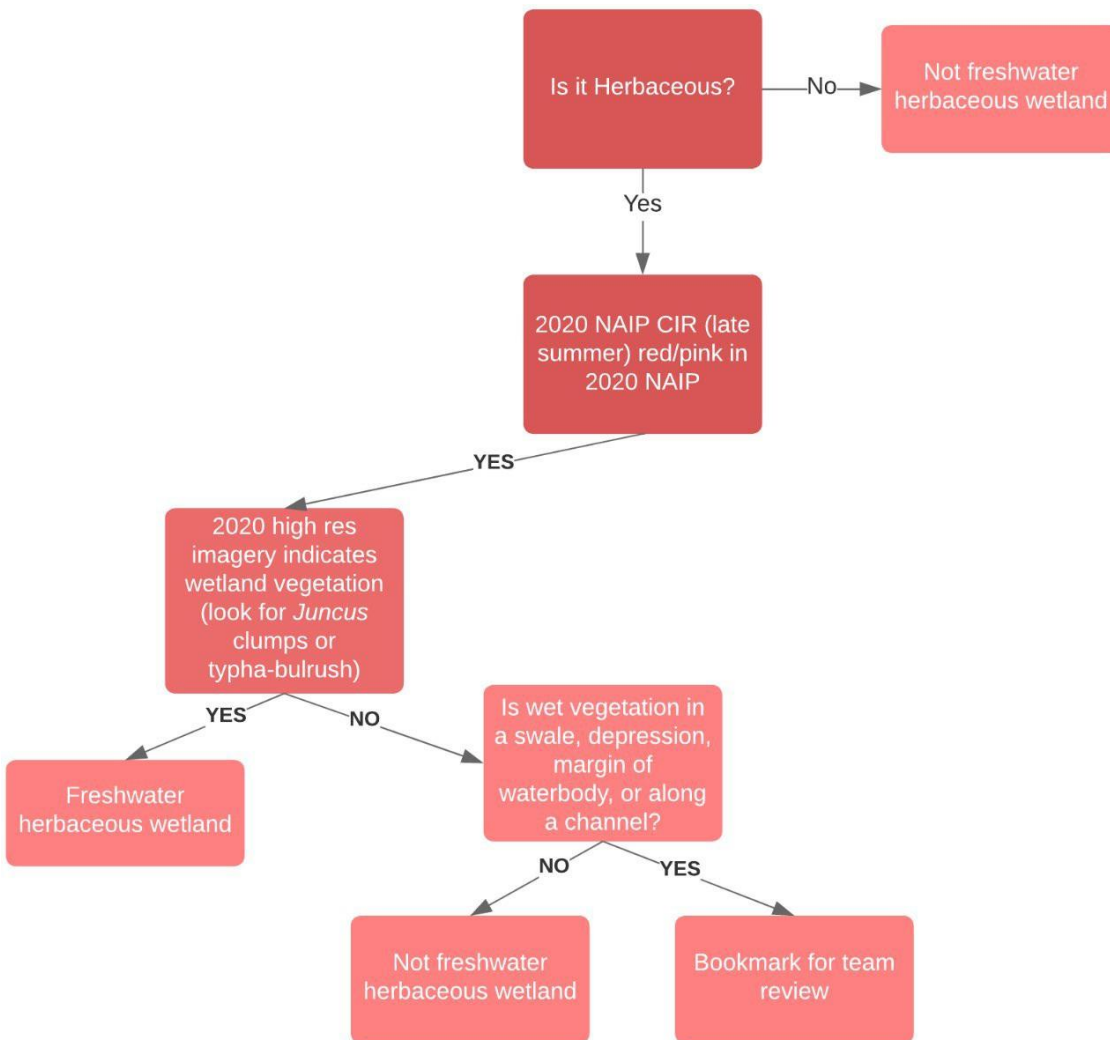 Is it Herbaceous?
No
Not freshwater
herbaceous wetland
Yes
2020 NAIP CIR (late
summer) red/pink in
2020 NAIP
YES
2020 high res
imagery indicates
wetland vegetation
(look for Juncus
clumps or
typha-bulrush)
YES
NO
Freshwater
herbaceous wetland
Is wet vegetation in
a swale, depression,
margin of
waterbody, or along
a channel?
NO
YES
Not freshwater
herbaceous wetland
Bookmark for team
review